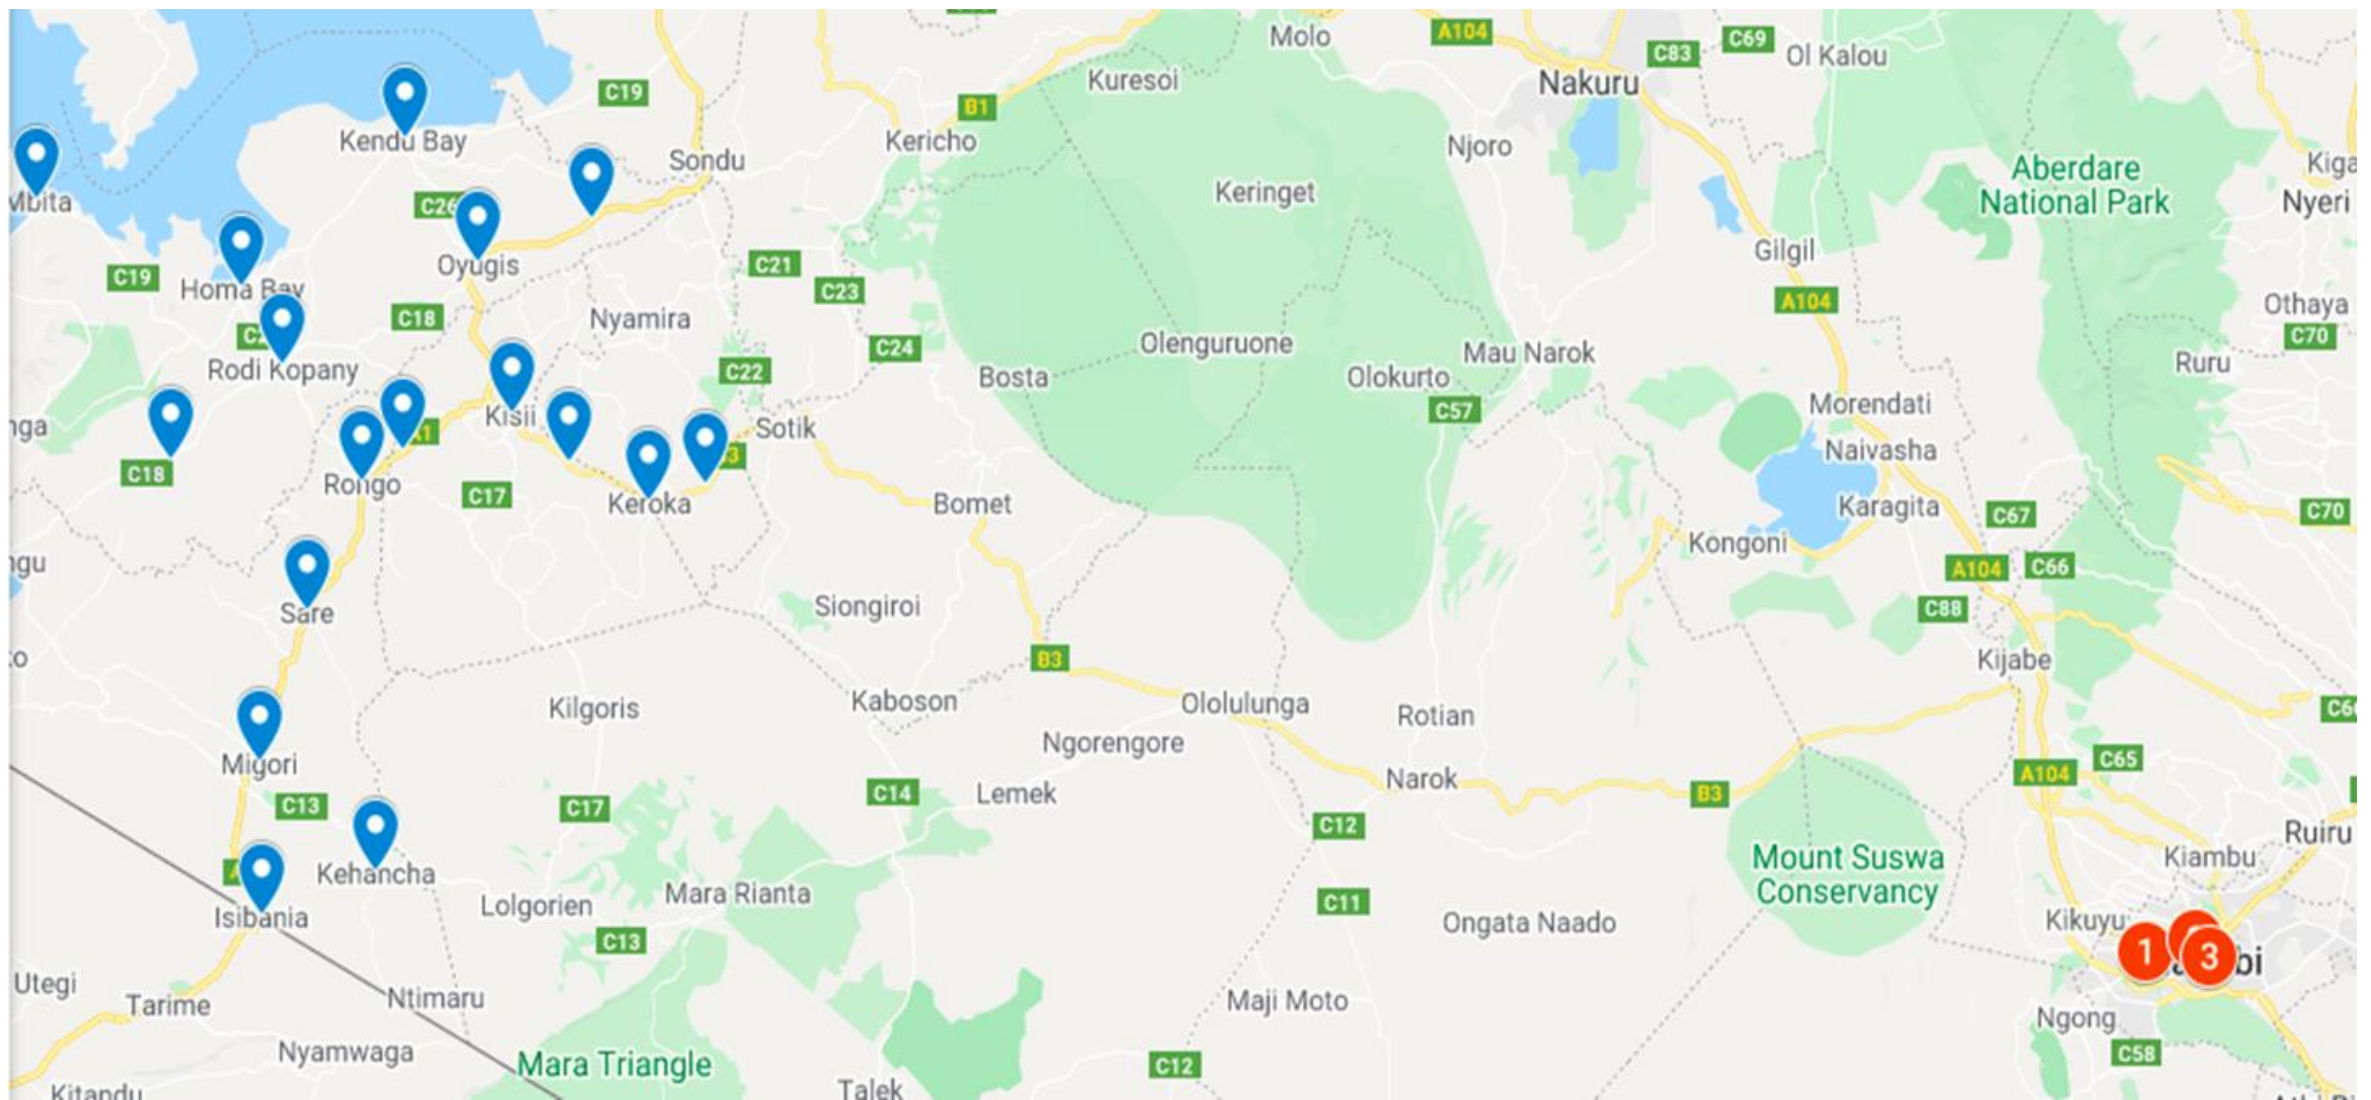 Molo
A104
C83
C69
Ol Kalou
Kuresoi
Nakuru
C19
B1
Kendu Bay
Kericho
Njoro
Sondu
Aberdare
National Park
Keringet
Nyeri
Mbita
C26
Oyugis
Gilgil
C21
C19
Homa Bay
C23
A104
Othaya
C18
Nyamira
C70
Olenguruone
C24
Mau Narok
Ruru
Rodi Kopany
C22
Bosta
Olokurto
C57
Morendati
Kisii
Sotik
Naivasha
C18
Rongo
C17
Keroka
Bomet
Karagita
C67
C70
Kongoni
A104
C66
Siongiroi
C88
Sare
B3
Kijabe
Kilgoris
Kaboson
Ololulunga
Rotian
Ngorengore
C65
Migori
A104
Narok
C13
C17
C14
Lemek
B3
C12
Ruiru
Mount Suswa
Conservancy
Kiambu
Kehancha
Mara Rianta
C11
Lolgorien
Isibania
Ongata Naado
Kikuyu
C13
1
3
bi
Utegi
Tarime
Ntimaru
Maji Moto
Ngong
Nyamwaga
C58
Mara Triangle
C12
Talek
Kitandu